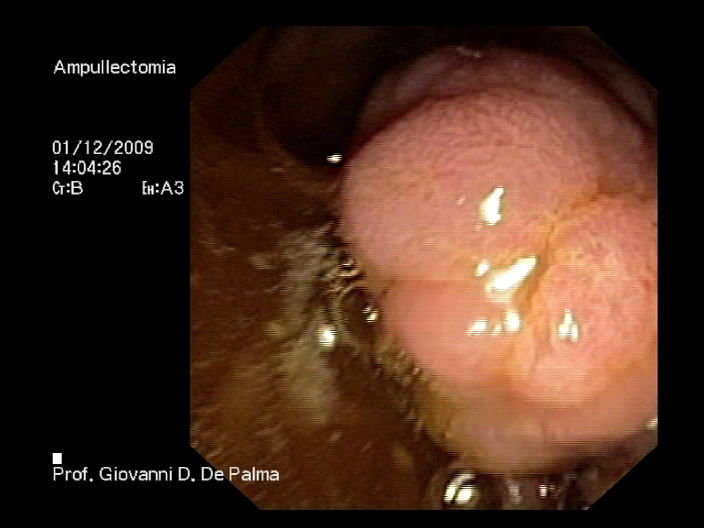 Ampullectomia
01/12/2009
14:04:26
Cr:B Eh:A3
Prof. Giovanni D. De Palma